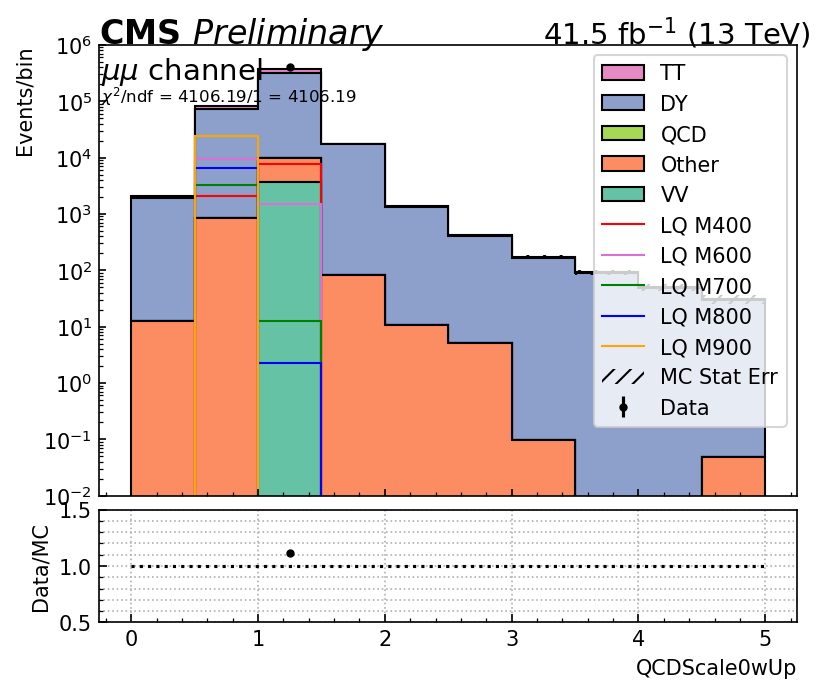 CMS Preliminary 41.5 fb⁻¹ (13 TeV)
μμ channel
χ²/ndf = 4106.19/1 = 4106.19
Events/bin
10⁶
10⁵
10⁴
10³
10²
10¹
10⁰
10⁻¹
10⁻²
TT
DY
QCD
Other
VV
LQ M400
LQ M600
LQ M700
LQ M800
LQ M900
MC Stat Err
Data
Data/MC
1.5
1.0
0.5
0 1 2 3 4 5
QCDScale0wUp